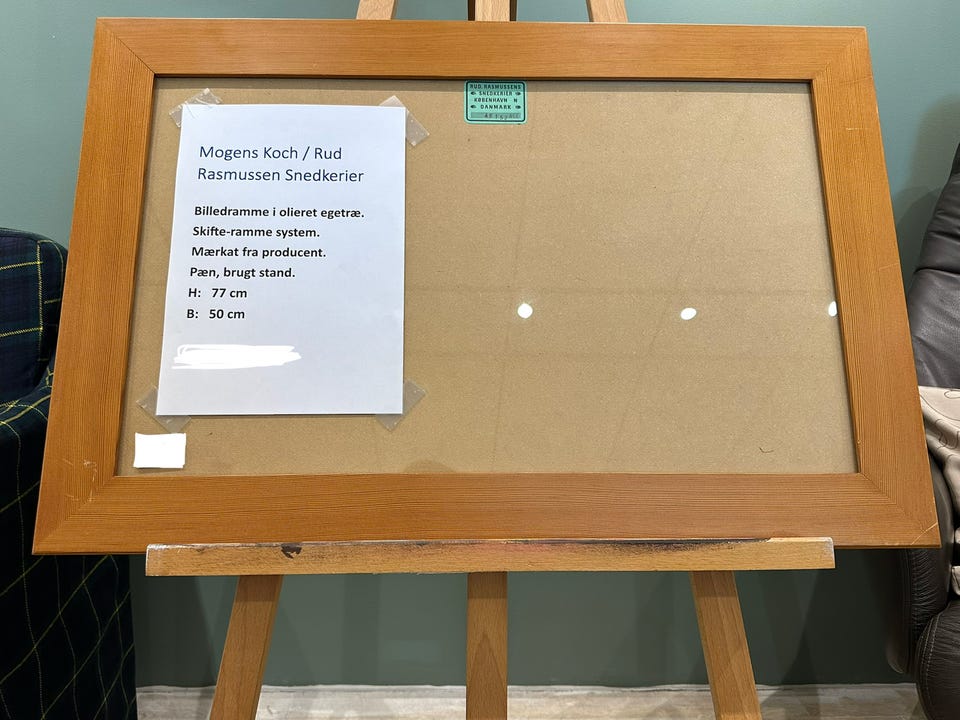 Mogens Koch / Rud
Rasmussen Snedkerier
Billedramme i olieret egetræ.
Skifte-ramme system.
Mærkat fra producent.
Pæn, brugt stand.
H: 77 cm
B: 50 cm
RUD. RASMUSSENS
SNEDKERIER
KØBENHAVN N
DANMARK